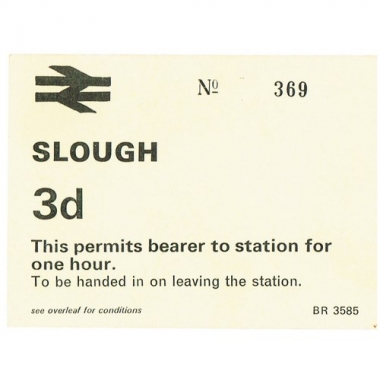 Nº 369
SLOUGH
3d
This permits bearer to station for
one hour.
To be handed in on leaving the station.
see overleaf for conditions BR 3585